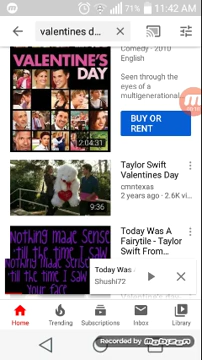 71% 11:42 AM
valentines d...
VALENTINE'S
DAY
2:04:31
Comedy · 2010
English
Seen through the
eyes of a
multigenerational
BUY OR
RENT
Taylor Swift
Valentines Day
cmntexas
2 years ago · 2.6K vi...
9:36
Nothing made sense
till the time I saw
Your face
Today Was A
Fairytile - Taylor
Swift From...
Today Was
Shushi72
Home
Trending
Subscriptions
Inbox
Library
Recorded by